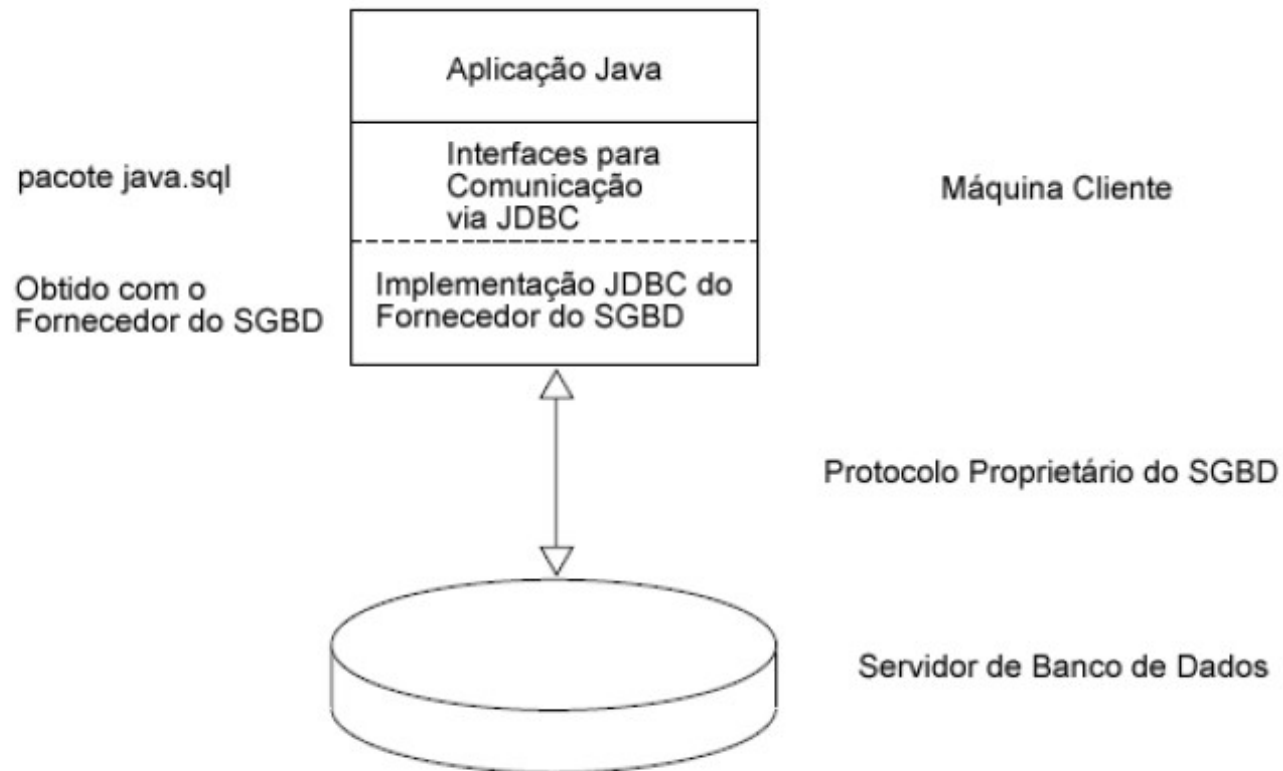 Aplicação Java
pacote java.sql
Interfaces para
Comunicação
via JDBC
Máquina Cliente
Obtido com o
Fornecedor do SGBD
Implementação JDBC do
Fornecedor do SGBD
Protocolo Proprietário do SGBD
Servidor de Banco de Dados